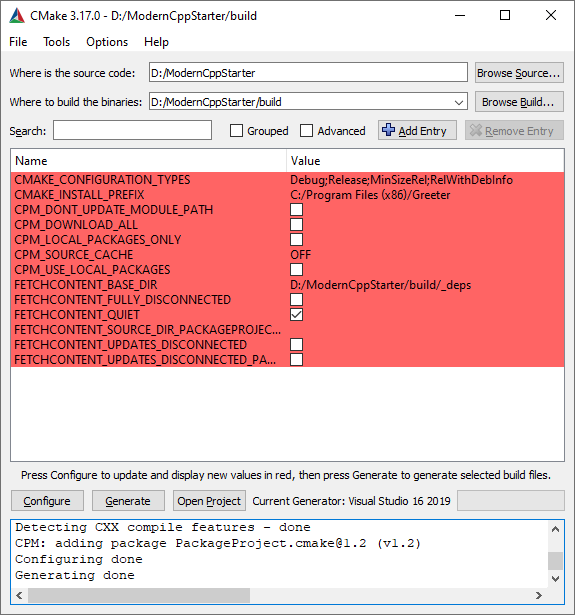 CMake 3.17.0 - D:/ModernCppStarter/build
File Tools Options Help
Where is the source code: D:/ModernCppStarter Browse Source...
Where to build the binaries: D:/ModernCppStarter/build Browse Build...
Search: Grouped Advanced Add Entry Remove Entry
Name Value
CMAKE_CONFIGURATION_TYPES Debug;Release;MinSizeRel;RelWithDebInfo
CMAKE_INSTALL_PREFIX C:/Program Files (x86)/Greeter
CPM_DONT_UPDATE_MODULE_PATH
CPM_DOWNLOAD_ALL
CPM_LOCAL_PACKAGES_ONLY
CPM_SOURCE_CACHE OFF
CPM_USE_LOCAL_PACKAGES
FETCHCONTENT_BASE_DIR D:/ModernCppStarter/build/_deps
FETCHCONTENT_FULLY_DISCONNECTED
FETCHCONTENT_QUIET
FETCHCONTENT_SOURCE_DIR_PACKAGEPROJEC...
FETCHCONTENT_UPDATES_DISCONNECTED
FETCHCONTENT_UPDATES_DISCONNECTED_PA...
Press Configure to update and display new values in red, then press Generate to generate selected build files.
Configure Generate Open Project Current Generator: Visual Studio 16 2019
Detecting CXX compile features - done
CPM: adding package PackageProject.cmake@1.2 (v1.2)
Configuring done
Generating done